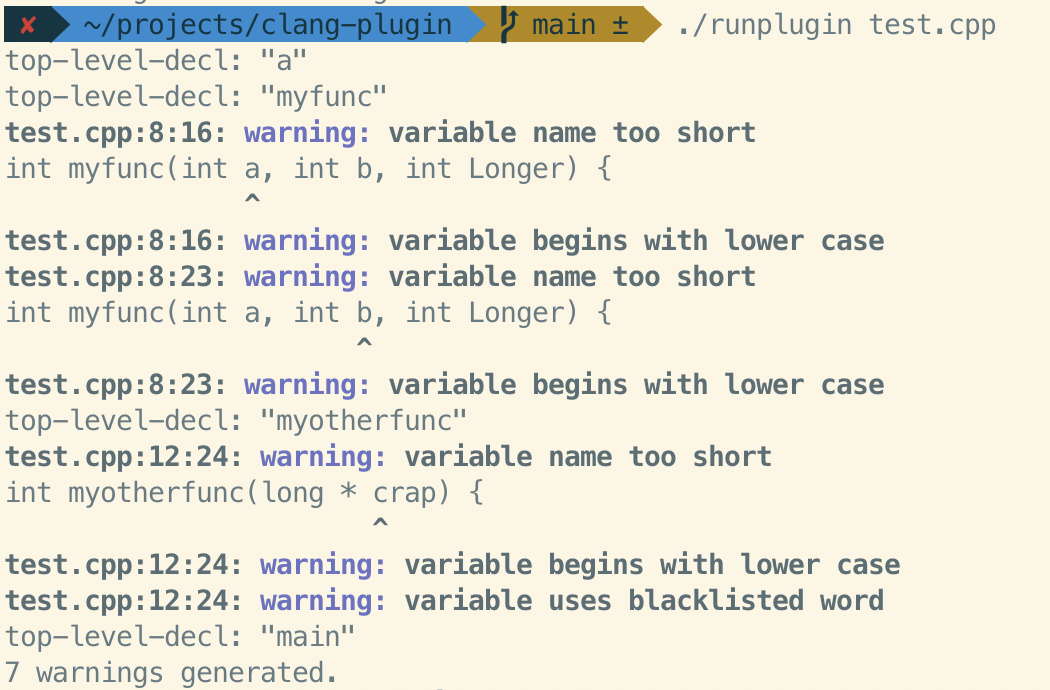 ✘ ~/projects/clang-plugin main ± ./runplugin test.cpp
top-level-decl: "a"
top-level-decl: "myfunc"
test.cpp:8:16: warning: variable name too short
int myfunc(int a, int b, int Longer) {
^
test.cpp:8:16: warning: variable begins with lower case
test.cpp:8:23: warning: variable name too short
int myfunc(int a, int b, int Longer) {
^
test.cpp:8:23: warning: variable begins with lower case
top-level-decl: "myotherfunc"
test.cpp:12:24: warning: variable name too short
int myotherfunc(long * crap) {
^
test.cpp:12:24: warning: variable begins with lower case
test.cpp:12:24: warning: variable uses blacklisted word
top-level-decl: "main"
7 warnings generated.